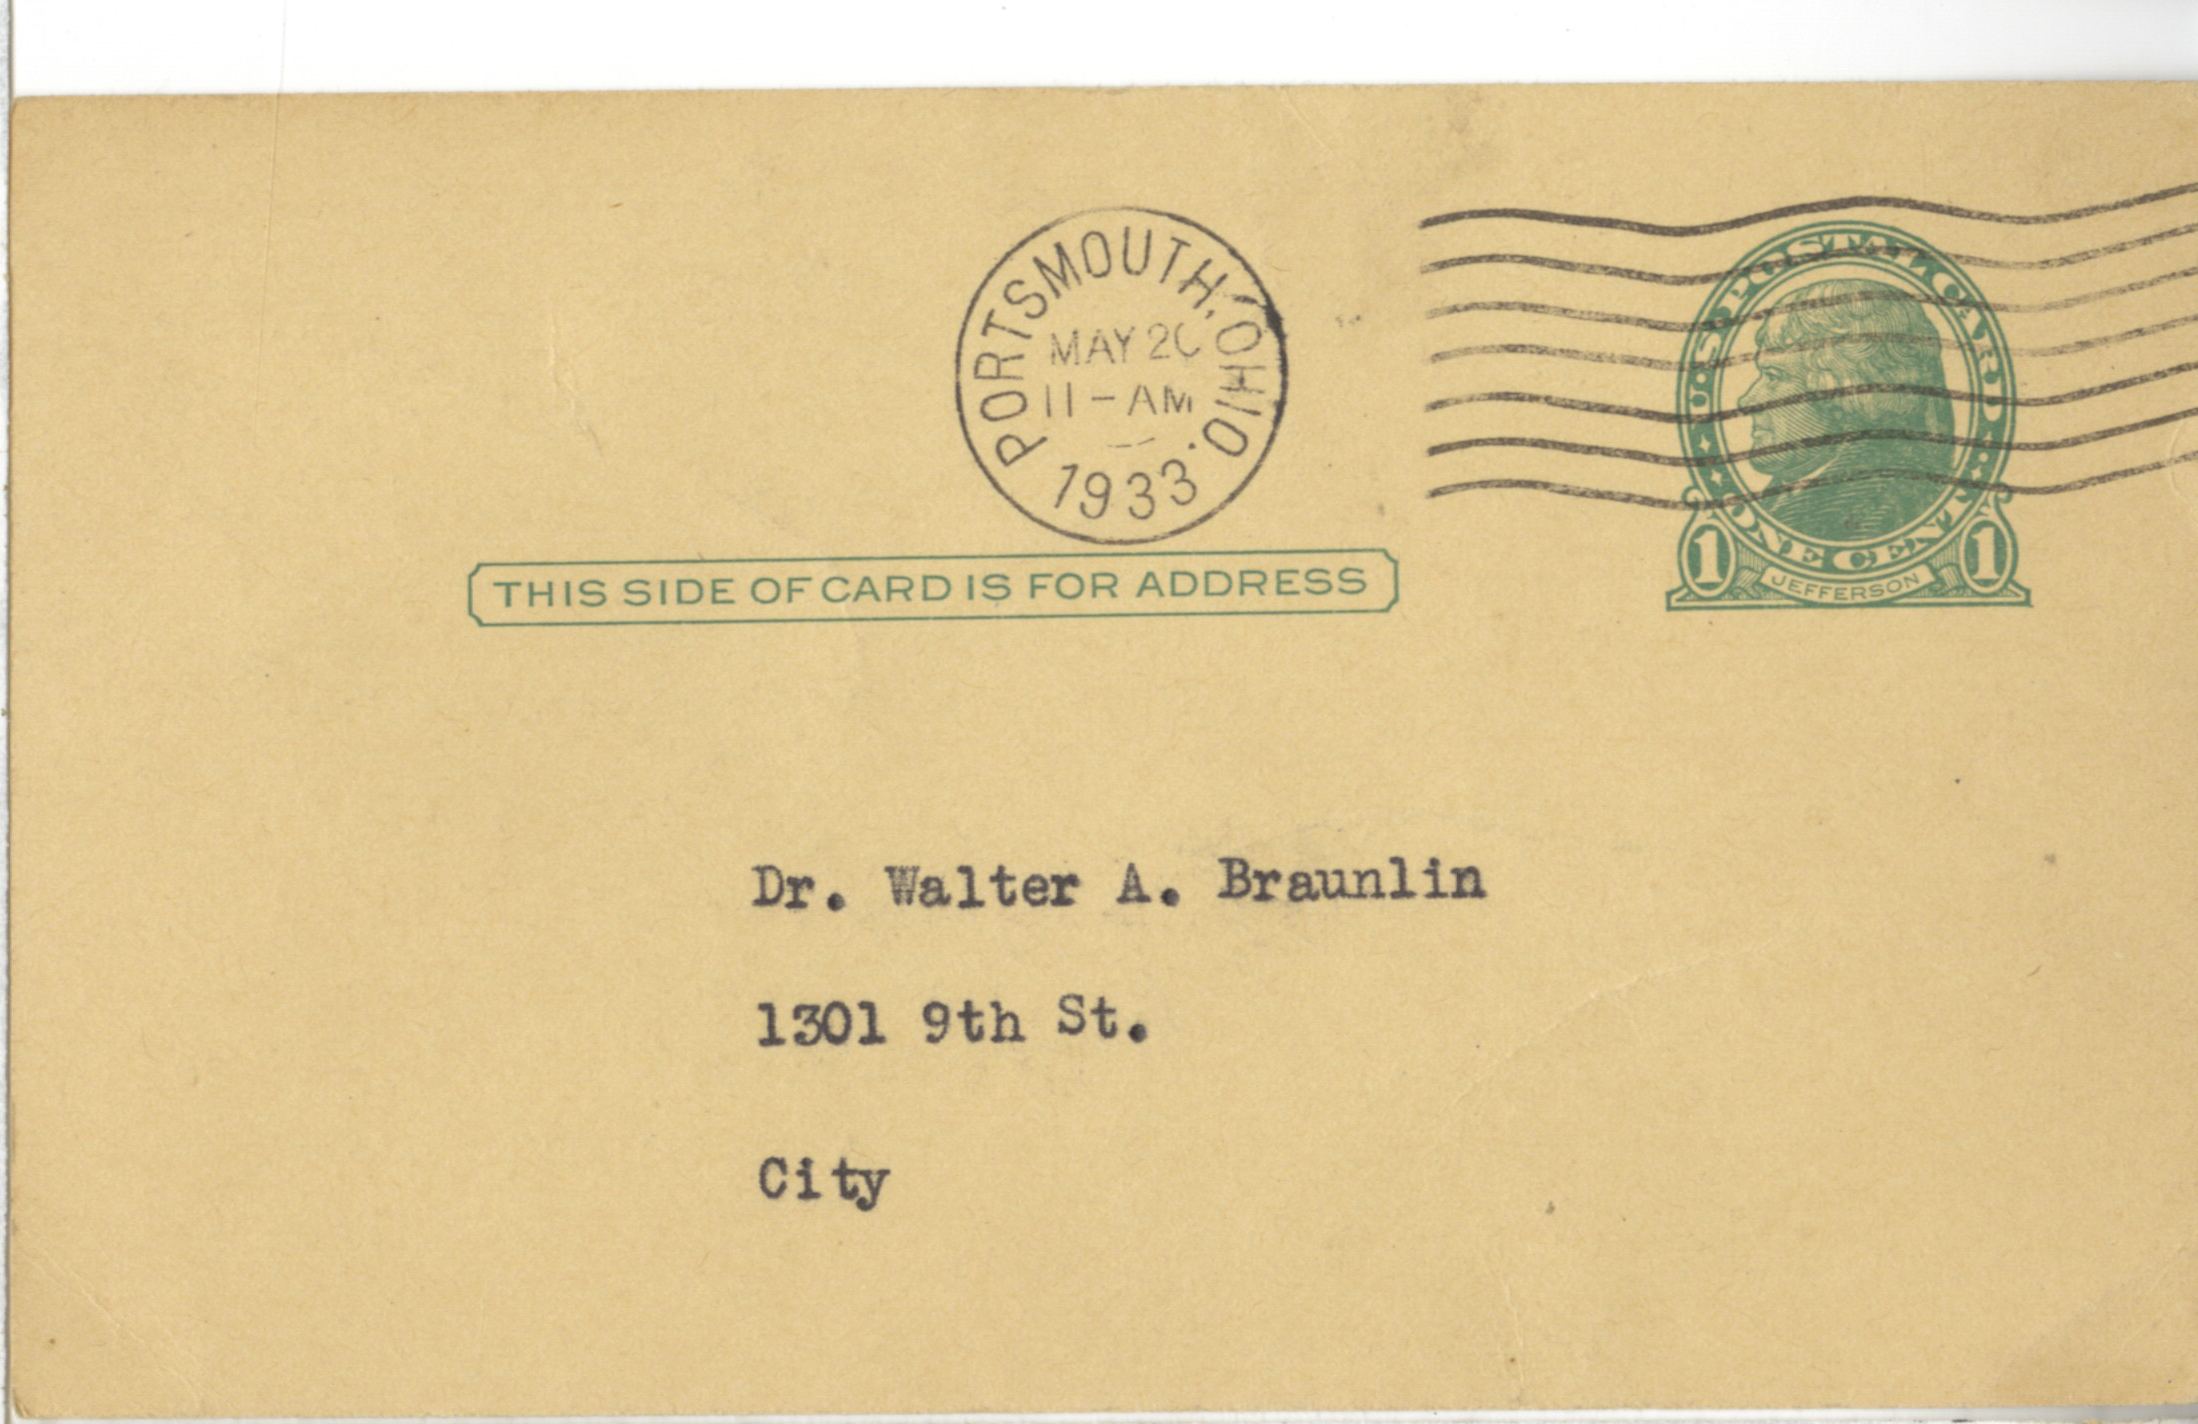 PORTSMOUTH, OHIO.
MAY 20
11-AM
1933
U.S. POSTAL CARD
ONE CENT
1 JEFFERSON 1
THIS SIDE OF CARD IS FOR ADDRESS
Dr. Walter A. Braunlin
1301 9th St.
City